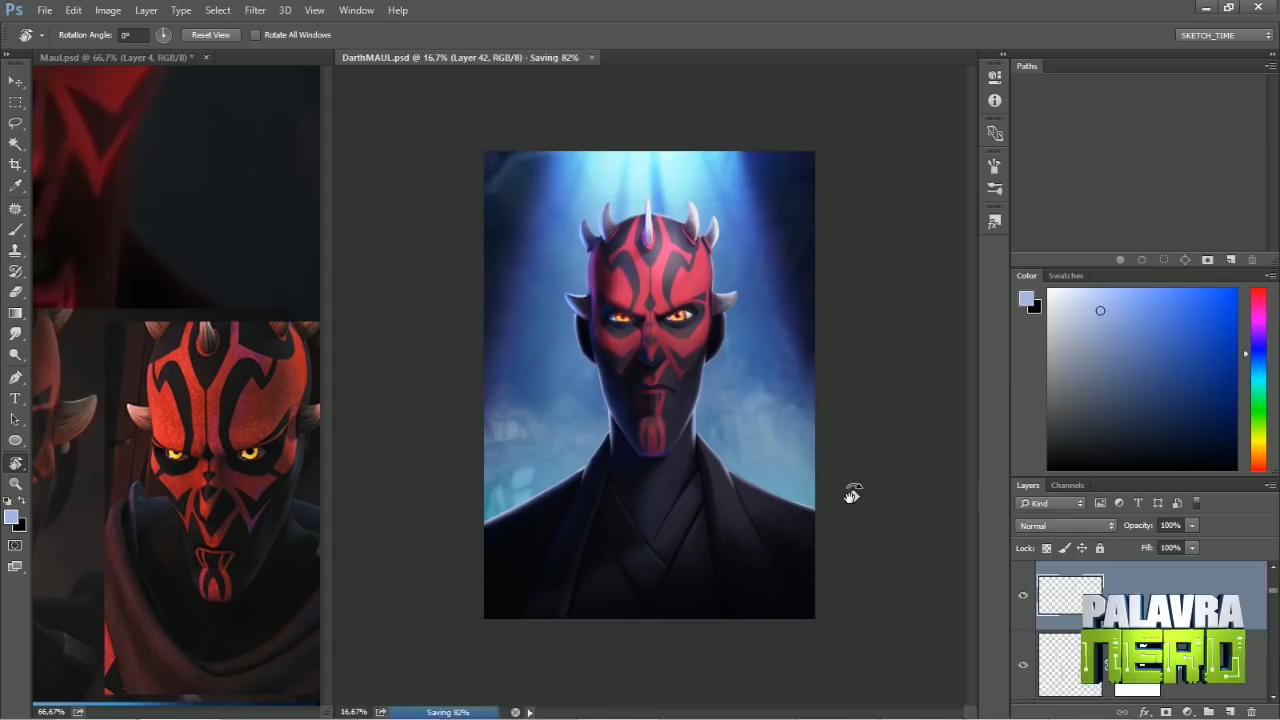 Ps File Edit Image Layer Type Select Filter 3D View Window Help
Rotation Angle: 0° Reset View Rotate All Windows SKETCH_TIME
Maul.psd @ 66,7% (Layer 4, RGB/8) * × DarthMAUL.psd @ 16,7% (Layer 42, RGB/8) - Saving 82% ×
Paths
Color Swatches
Layers Channels
Kind
Normal Opacity: 100%
Lock: Fill: 100%
PALAVRA
NERD
66,67% 16,67% Saving 82%